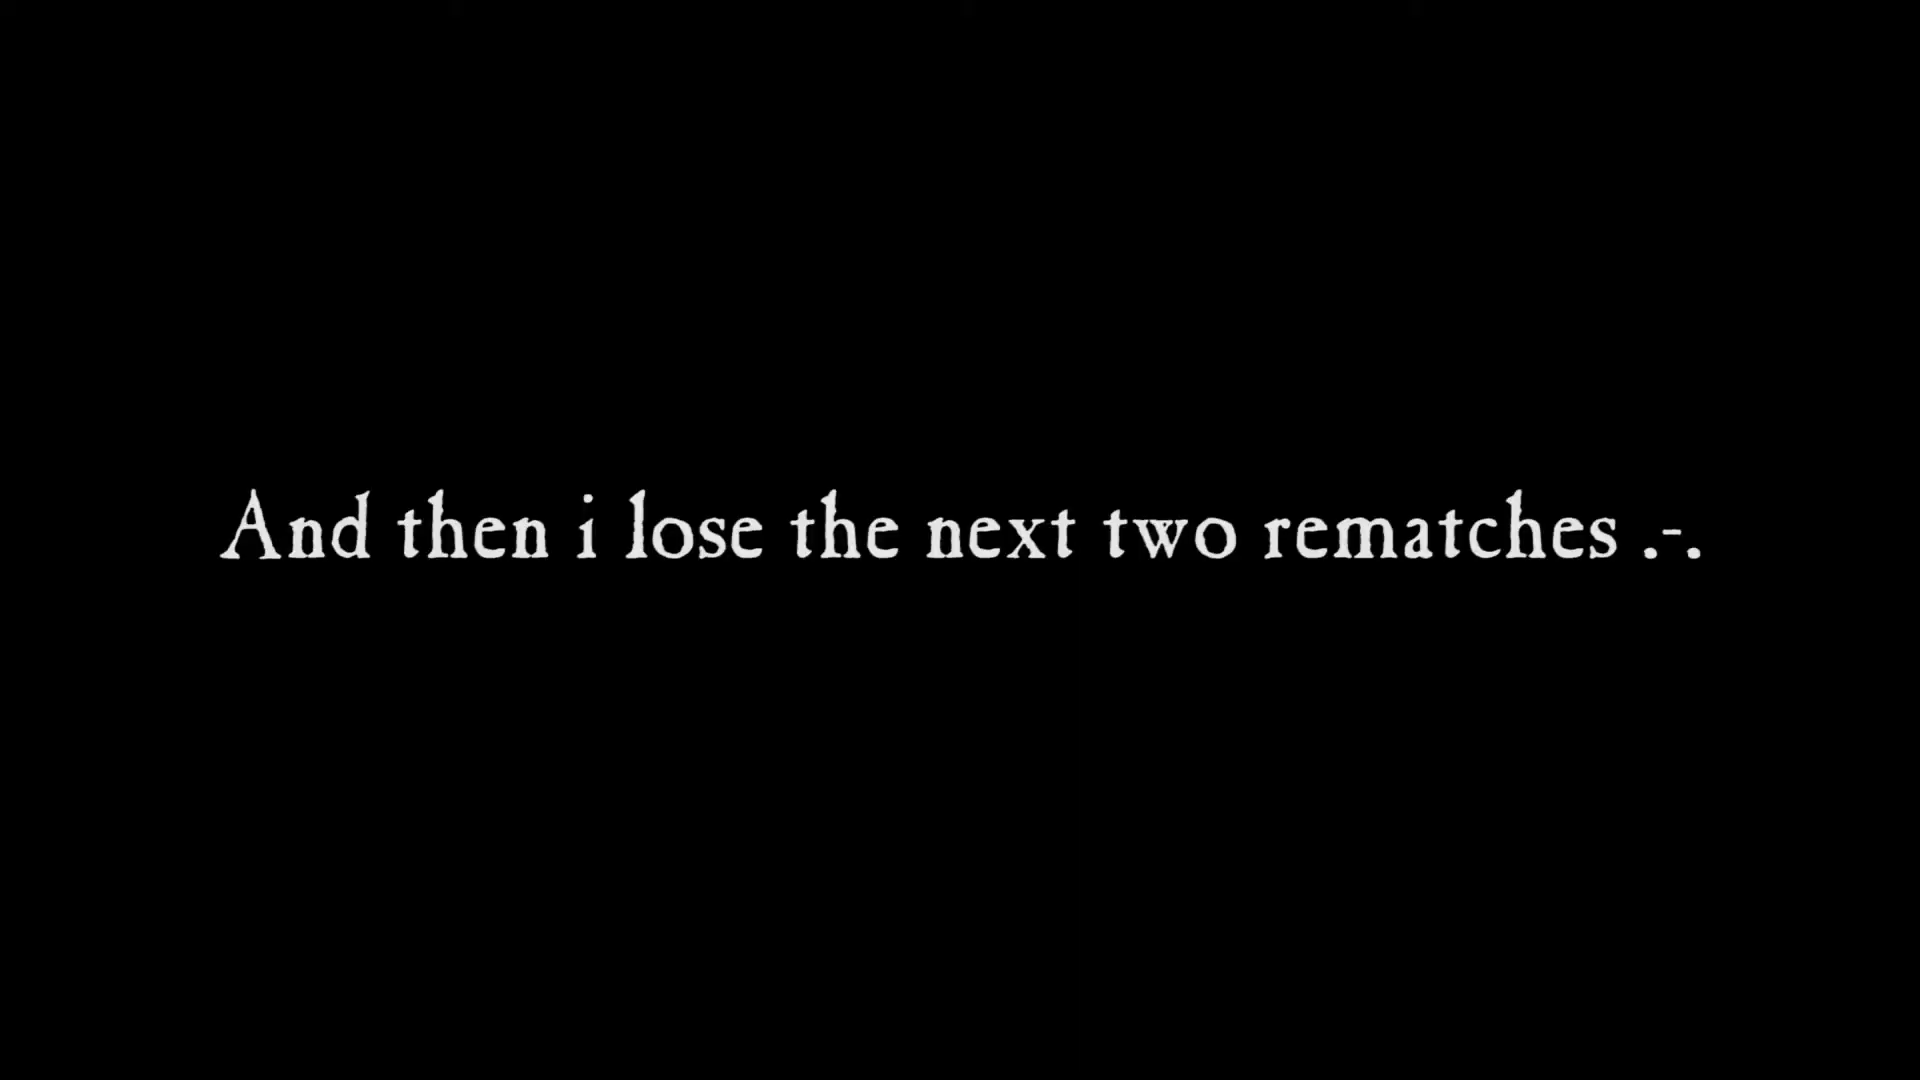 And then i lose the next two rematches .-.